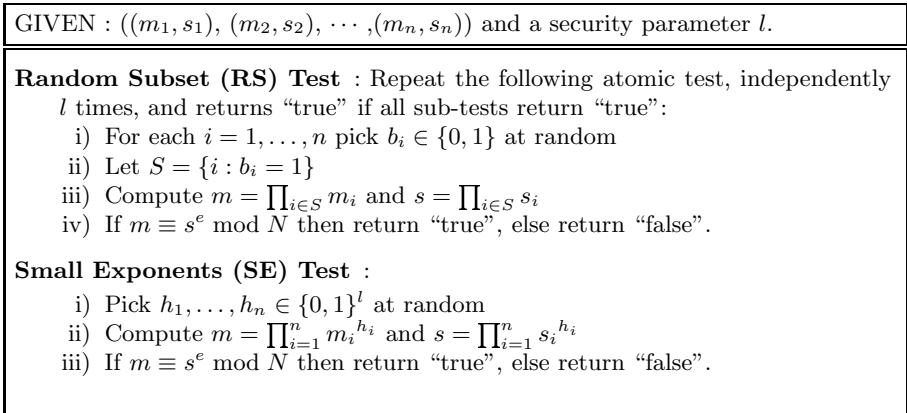 GIVEN : ((m₁, s₁), (m₂, s₂), ⋯ ,(mₙ, sₙ)) and a security parameter l.
Random Subset (RS) Test : Repeat the following atomic test, independently
l times, and returns “true” if all sub-tests return “true”:
i) For each i = 1, . . . , n pick bᵢ ∈ {0, 1} at random
ii) Let S = {i : bᵢ = 1}
iii) Compute m = ∏_{i∈S} mᵢ and s = ∏_{i∈S} sᵢ
iv) If m ≡ sᵉ mod N then return “true”, else return “false”.
Small Exponents (SE) Test :
i) Pick h₁, . . . , hₙ ∈ {0, 1}ˡ at random
ii) Compute m = ∏_{i=1}^{n} mᵢ^{hᵢ} and s = ∏_{i=1}^{n} sᵢ^{hᵢ}
iii) If m ≡ sᵉ mod N then return “true”, else return “false”.